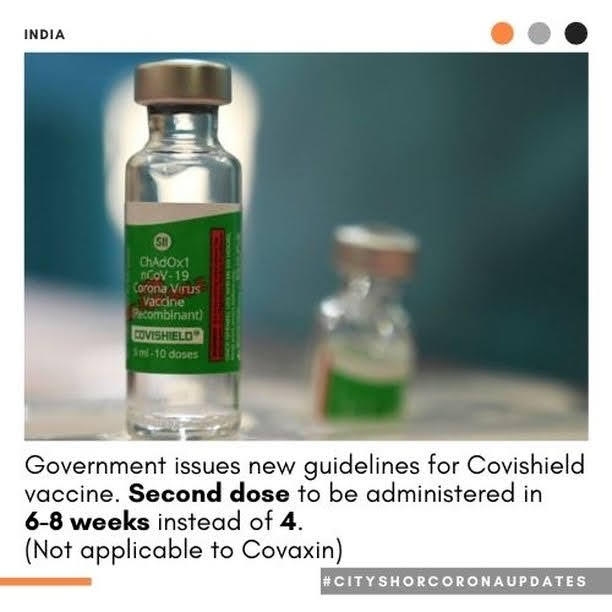 INDIA
SII
ChAdOx1
nCoV-19
Corona Virus
Vaccine
(Recombinant)
COVISHIELD®
5 ml-10 doses
Government issues new guidelines for Covishield
vaccine. Second dose to be administered in
6-8 weeks instead of 4.
(Not applicable to Covaxin)
#CITYSHORCORONAUPDATES